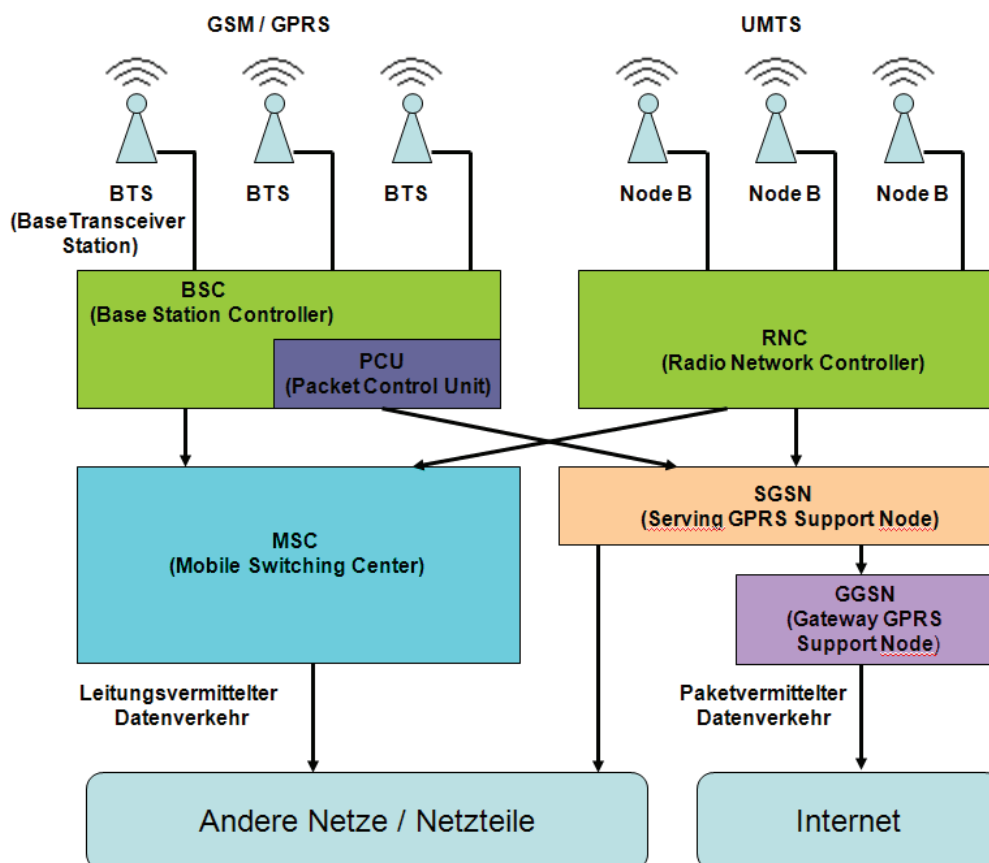 GSM / GPRS
UMTS
BTS
(Base Transceiver
Station)
BTS
BTS
Node B
Node B
Node B
BSC
(Base Station Controller)
PCU
(Packet Control Unit)
RNC
(Radio Network Controller)
MSC
(Mobile Switching Center)
SGSN
(Serving GPRS Support Node)
GGSN
(Gateway GPRS
Support Node)
Leitungsvermittelter
Datenverkehr
Paketvermittelter
Datenverkehr
Andere Netze / Netzteile
Internet